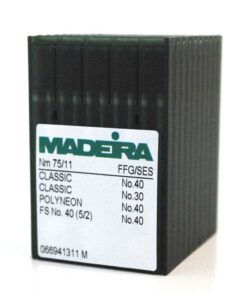 MADEIRA
Nm 75/11 FFG/SES
CLASSIC No.40
CLASSIC No.30
POLYNEON No.40
FS No. 40 (5/2) No.40
066941311 M